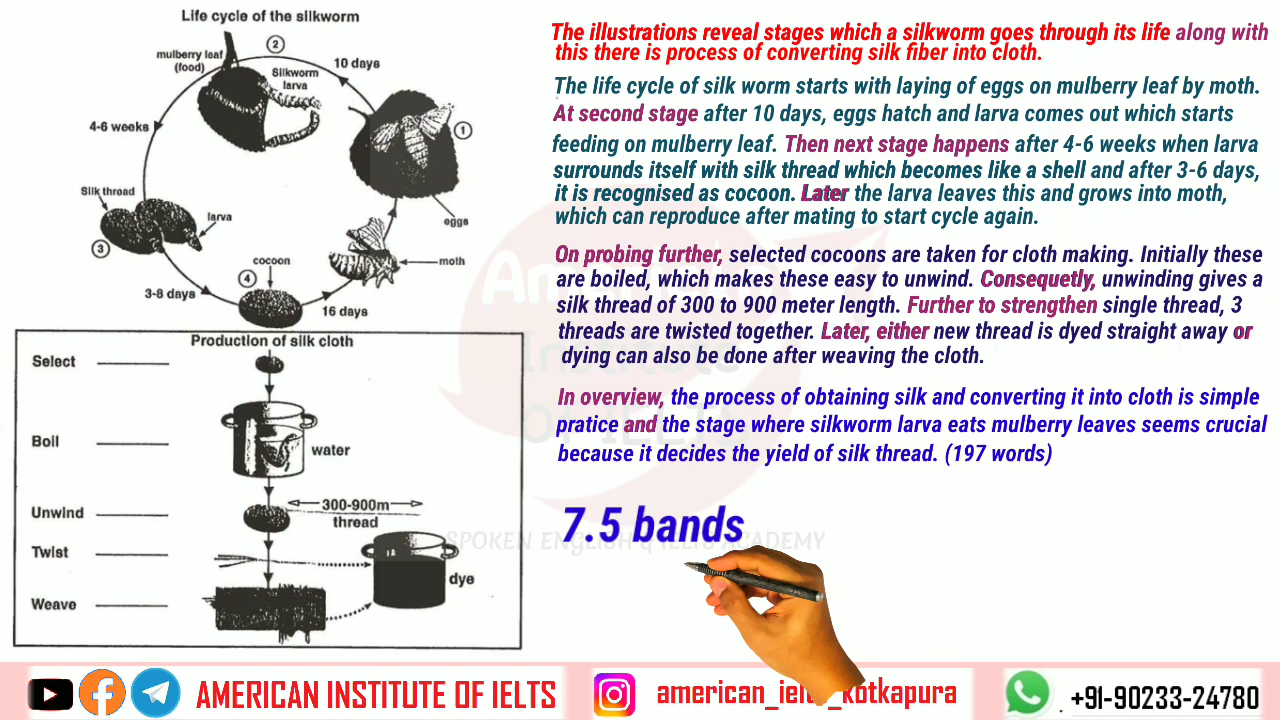 Life cycle of the silkworm
2
mulberry leaf
(food)
Silkworm
larva
10 days
4-6 weeks
1
eggs
Silk thread
larva
3
cocoon
4
moth
3-8 days
16 days
Production of silk cloth
Select
Boil
water
Unwind
300-900m
thread
Twist
dye
Weave
The illustrations reveal stages which a silkworm goes through its life along with
this there is process of converting silk fiber into cloth.
The life cycle of silk worm starts with laying of eggs on mulberry leaf by moth.
At second stage after 10 days, eggs hatch and larva comes out which starts
feeding on mulberry leaf. Then next stage happens after 4-6 weeks when larva
surrounds itself with silk thread which becomes like a shell and after 3-6 days,
it is recognised as cocoon. Later the larva leaves this and grows into moth,
which can reproduce after mating to start cycle again.
On probing further, selected cocoons are taken for cloth making. Initially these
are boiled, which makes these easy to unwind. Consequetly, unwinding gives a
silk thread of 300 to 900 meter length. Further to strengthen single thread, 3
threads are twisted together. Later, either new thread is dyed straight away or
dying can also be done after weaving the cloth.
In overview, the process of obtaining silk and converting it into cloth is simple
pratice and the stage where silkworm larva eats mulberry leaves seems crucial
because it decides the yield of silk thread. (197 words)
7.5 bands
OF IELTS
SPOKEN ENGLISH & IELTS ACADEMY
AMERICAN INSTITUTE OF IELTS
american_ielts_kotkapura
+91-90233-24780